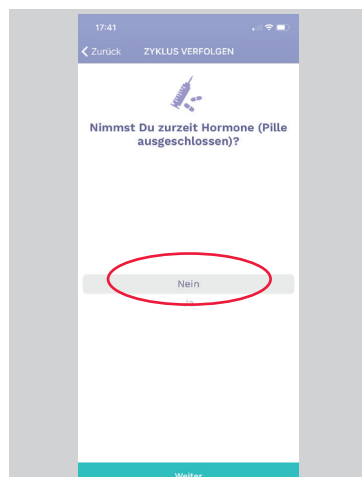 17:41
Zurück ZYKLUS VERFOLGEN
Nimmst Du zurzeit Hormone (Pille
ausgeschlossen)?
Nein
Weiter